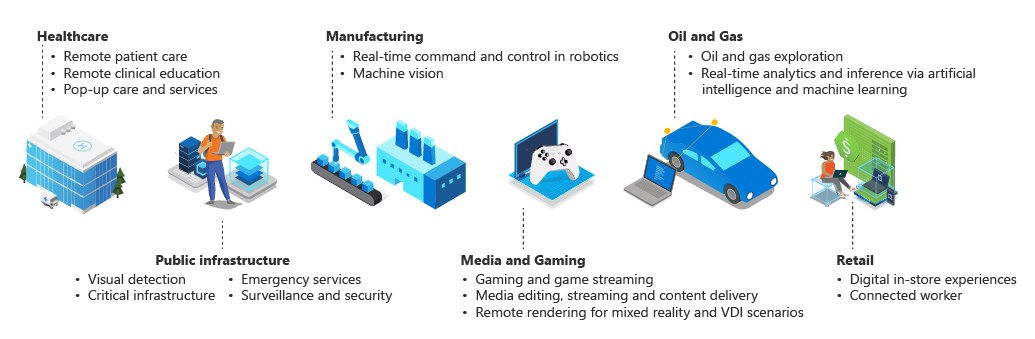 Healthcare
• Remote patient care
• Remote clinical education
• Pop-up care and services
Manufacturing
• Real-time command and control in robotics
• Machine vision
Oil and Gas
• Oil and gas exploration
• Real-time analytics and inference via artificial
intelligence and machine learning
H
$
Public infrastructure
• Visual detection
• Critical infrastructure
• Emergency services
• Surveillance and security
Media and Gaming
• Gaming and game streaming
• Media editing, streaming and content delivery
• Remote rendering for mixed reality and VDI scenarios
Retail
• Digital in-store experiences
• Connected worker